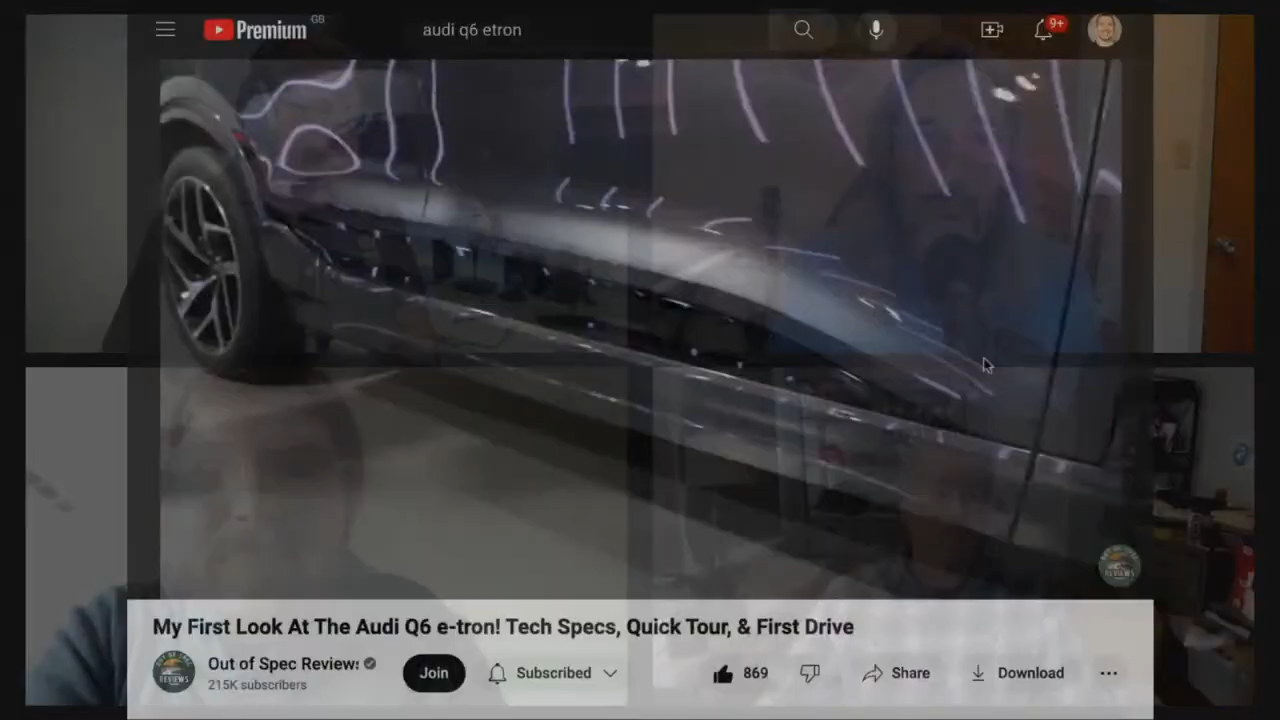 Premium GB
audi q6 etron
9+
REVIEWS
My First Look At The Audi Q6 e-tron! Tech Specs, Quick Tour, & First Drive
Out of Spec Reviews
215K subscribers
Join
Subscribed
869
Share
Download